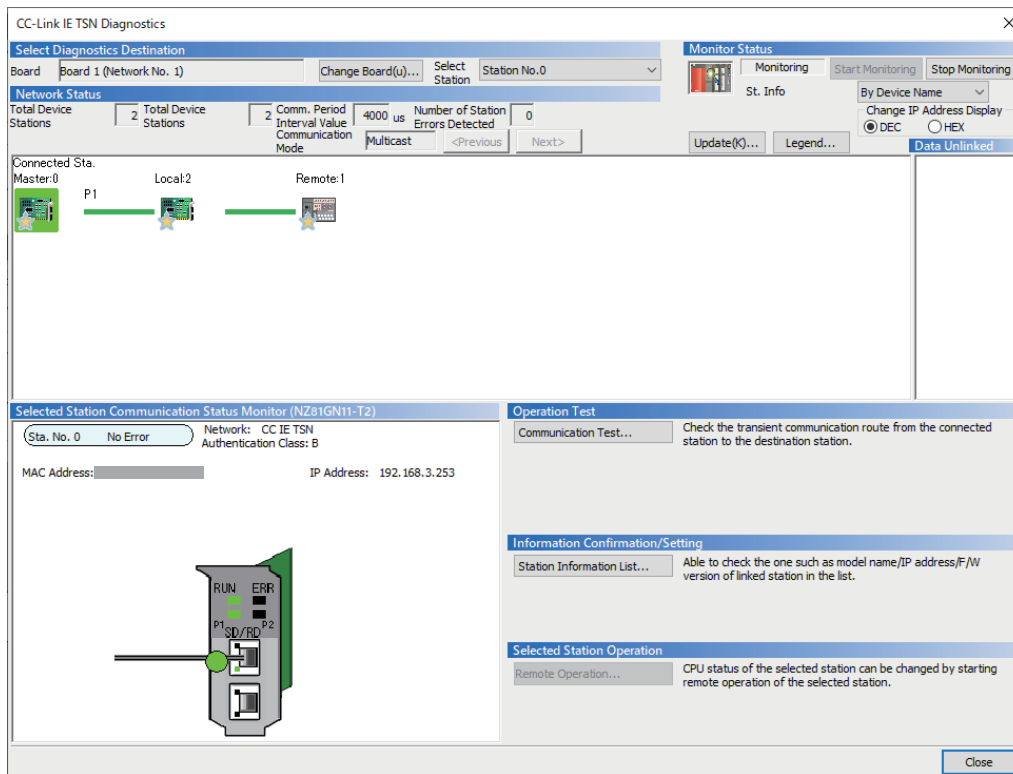 CC-Link IE TSN Diagnostics
Select Diagnostics Destination
Board Board 1 (Network No. 1) Change Board(u)... Select Station Station No.0
Monitor Status
Monitoring Start Monitoring Stop Monitoring
St. Info By Device Name
Change IP Address Display
DEC HEX
Update(K)... Legend...
Network Status
Total Device Stations 2 Total Device Stations 2 Comm. Period Interval Value 4000 us Number of Station Errors Detected 0
Communication Mode Multicast <Previous Next>
Data Unlinked
Connected Sta.
Master:0 Local:2 Remote:1
P1
Selected Station Communication Status Monitor (NZ81GN11-T2)
Sta. No. 0 No Error
Network: CC IE TSN
Authentication Class: B
MAC Address: IP Address: 192.168.3.253
RUN ERR
P1 P2
SD/RD
Operation Test
Communication Test...
Check the transient communication route from the connected
station to the destination station.
Information Confirmation/Setting
Station Information List...
Able to check the one such as model name/IP address/F/W
version of linked station in the list.
Selected Station Operation
Remote Operation...
CPU status of the selected station can be changed by starting
remote operation of the selected station.
Close